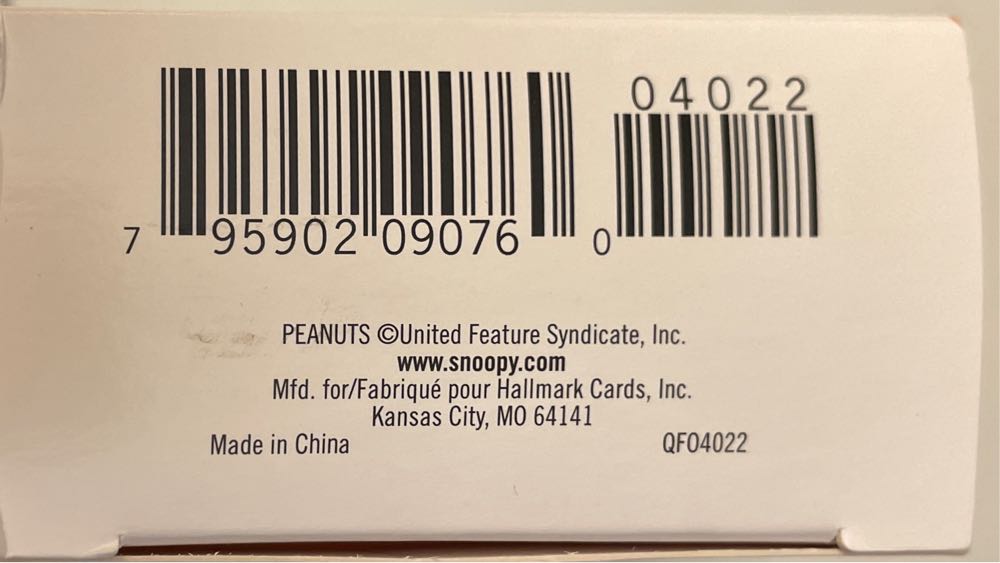 04022
7 95902 09076 0
PEANUTS ©United Feature Syndicate, Inc.
www.snoopy.com
Mfd. for/Fabriqué pour Hallmark Cards, Inc.
Kansas City, MO 64141
Made in China QFO4022